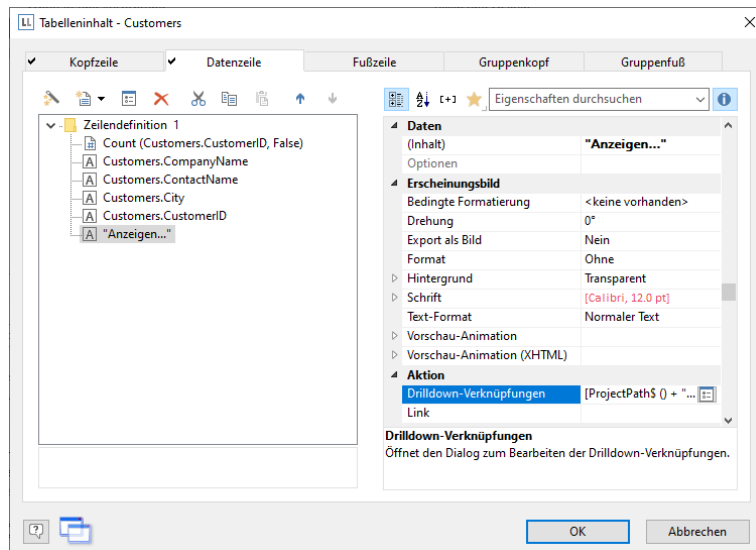 LL Tabelleninhalt - Customers
Kopfzeile Datenzeile Fußzeile Gruppenkopf Gruppenfuß
Eigenschaften durchsuchen
Zeilendefinition 1
Count (Customers.CustomerID, False)
Customers.CompanyName
Customers.ContactName
Customers.City
Customers.CustomerID
"Anzeigen..."
Daten
(Inhalt) "Anzeigen..."
Optionen
Erscheinungsbild
Bedingte Formatierung <keine vorhanden>
Drehung 0°
Export als Bild Nein
Format Ohne
Hintergrund Transparent
Schrift [Calibri, 12.0 pt]
Text-Format Normaler Text
Vorschau-Animation
Vorschau-Animation (XHTML)
Aktion
Drilldown-Verknüpfungen [ProjectPath$ () + "...
Link
Drilldown-Verknüpfungen
Öffnet den Dialog zum Bearbeiten der Drilldown-Verknüpfungen.
OK Abbrechen